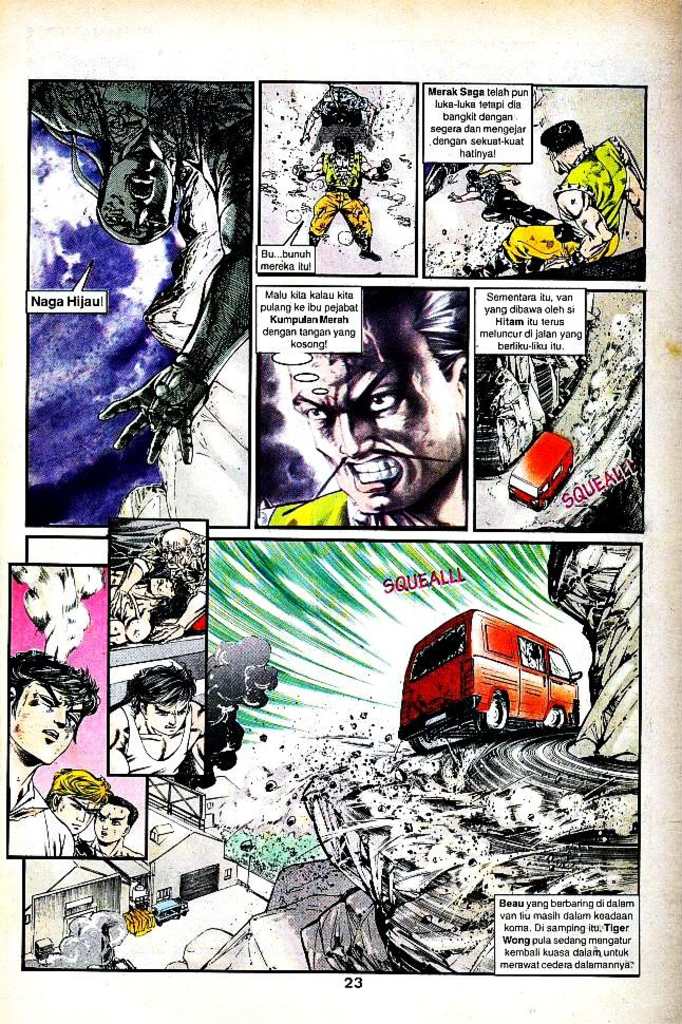 Naga Hijau!
Bu...bunuh
mereka itu!
Merak Saga telah pun
luka-luka tetapi dia
bangkit dengan
segera dan mengejar
dengan sekuat-kuat
hatinya!
Malu kita kalau kita
pulang ke ibu pejabat
Kumpulan Merah
dengan tangan yang
kosong!
Sementara itu, van
yang dibawa oleh si
Hitam itu terus
meluncur di jalan yang
berliku-liku itu.
SQUEALLL
SQUEALLL
Beau yang berbaring di dalam
van tiu masih dalam keadaan
koma. Di samping itu, Tiger
Wong pula sedang mengatur
kembali kuasa dalam untuk
merawat cedera dalamannya.
23